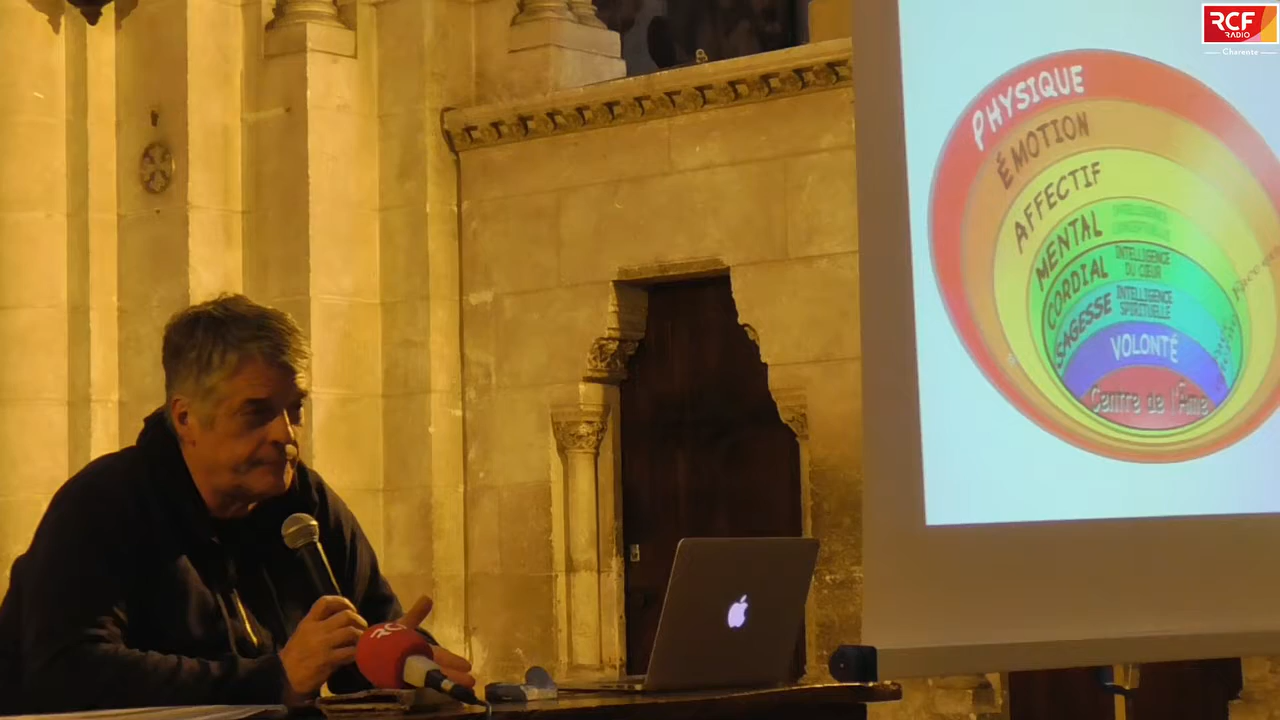 RCF
RADIO
Charente
PHYSIQUE
ÉMOTION
AFFECTIF
MENTAL
CORDIAL
INTELLIGENCE
DU CŒUR
SAGESSE
INTELLIGENCE
SPIRITUELLE
VOLONTÉ
Centre de l'Âme
RCF